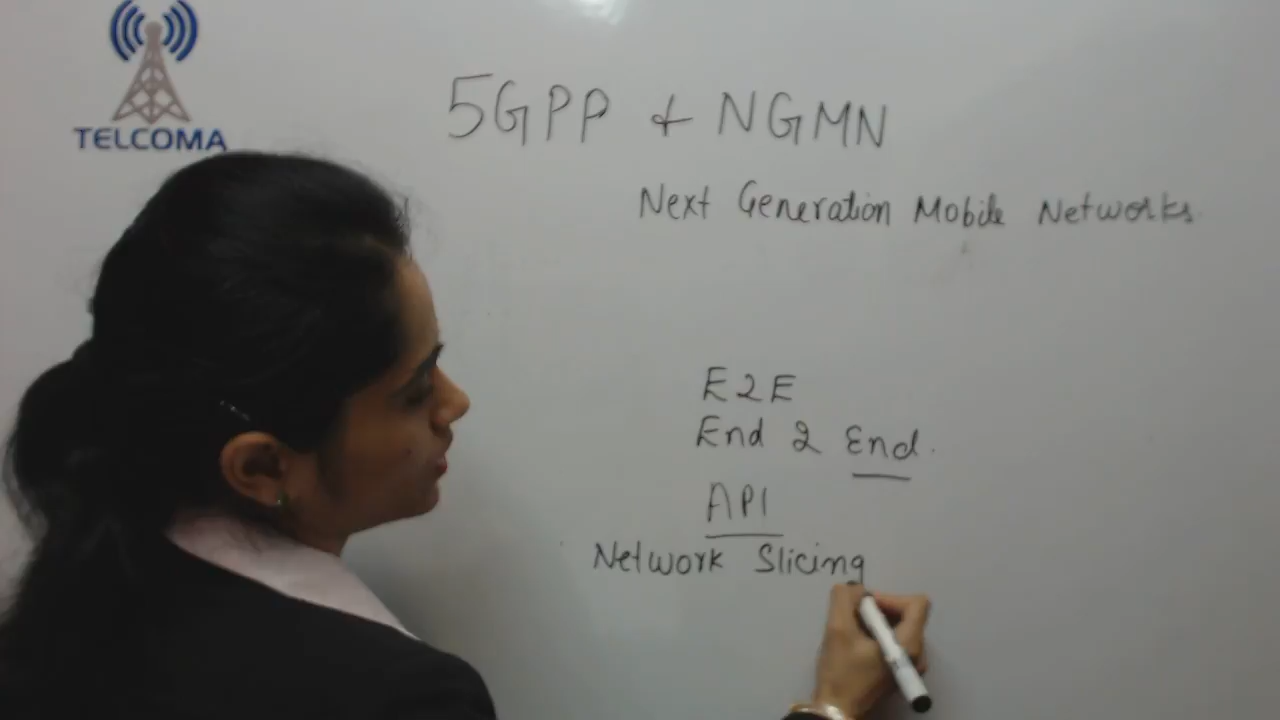 TELCOMA
5GPP + NGMN
Next Generation Mobile Networks
E2E
End 2 End.
API
Network Slicing